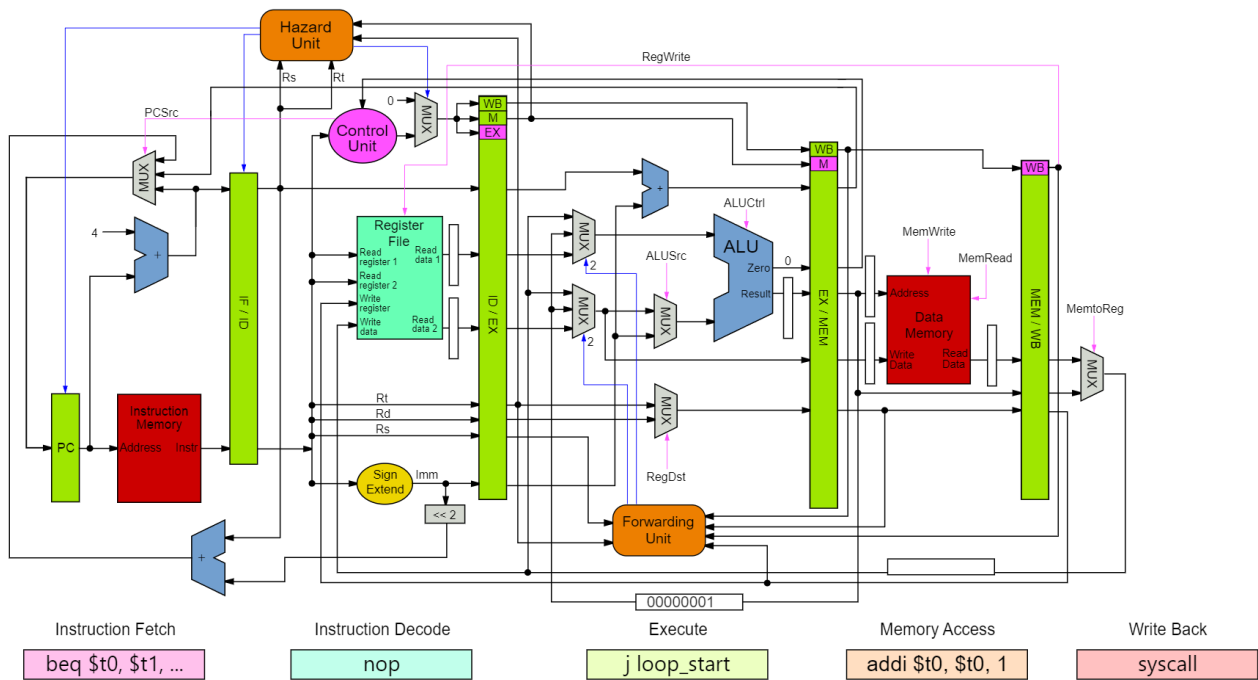 Hazard
Unit
RegWrite
Rs
Rt
0
MUX
WB
M
EX
PCSrc
Control
Unit
MUX
WB
M
WB
4
+
Register
File
Read
register 1
Read
data 1
Read
register 2
Write
register
Write
data
Read
data 2
IF / ID
ID / EX
MUX
2
MUX
2
+
ALUSrc
MUX
ALUCtrl
ALU
Zero
0
Result
EX / MEM
MemWrite
MemRead
Address
Data
Memory
Write
Data
Read
Data
MEM / WB
MemtoReg
MUX
PC
Instruction
Memory
Address
Instr
Rt
Rd
Rs
MUX
RegDst
Sign
Extend
Imm
<< 2
+
Forwarding
Unit
00000001
Instruction Fetch
Instruction Decode
Execute
Memory Access
Write Back
beq $t0, $t1, ...
nop
j loop_start
addi $t0, $t0, 1
syscall